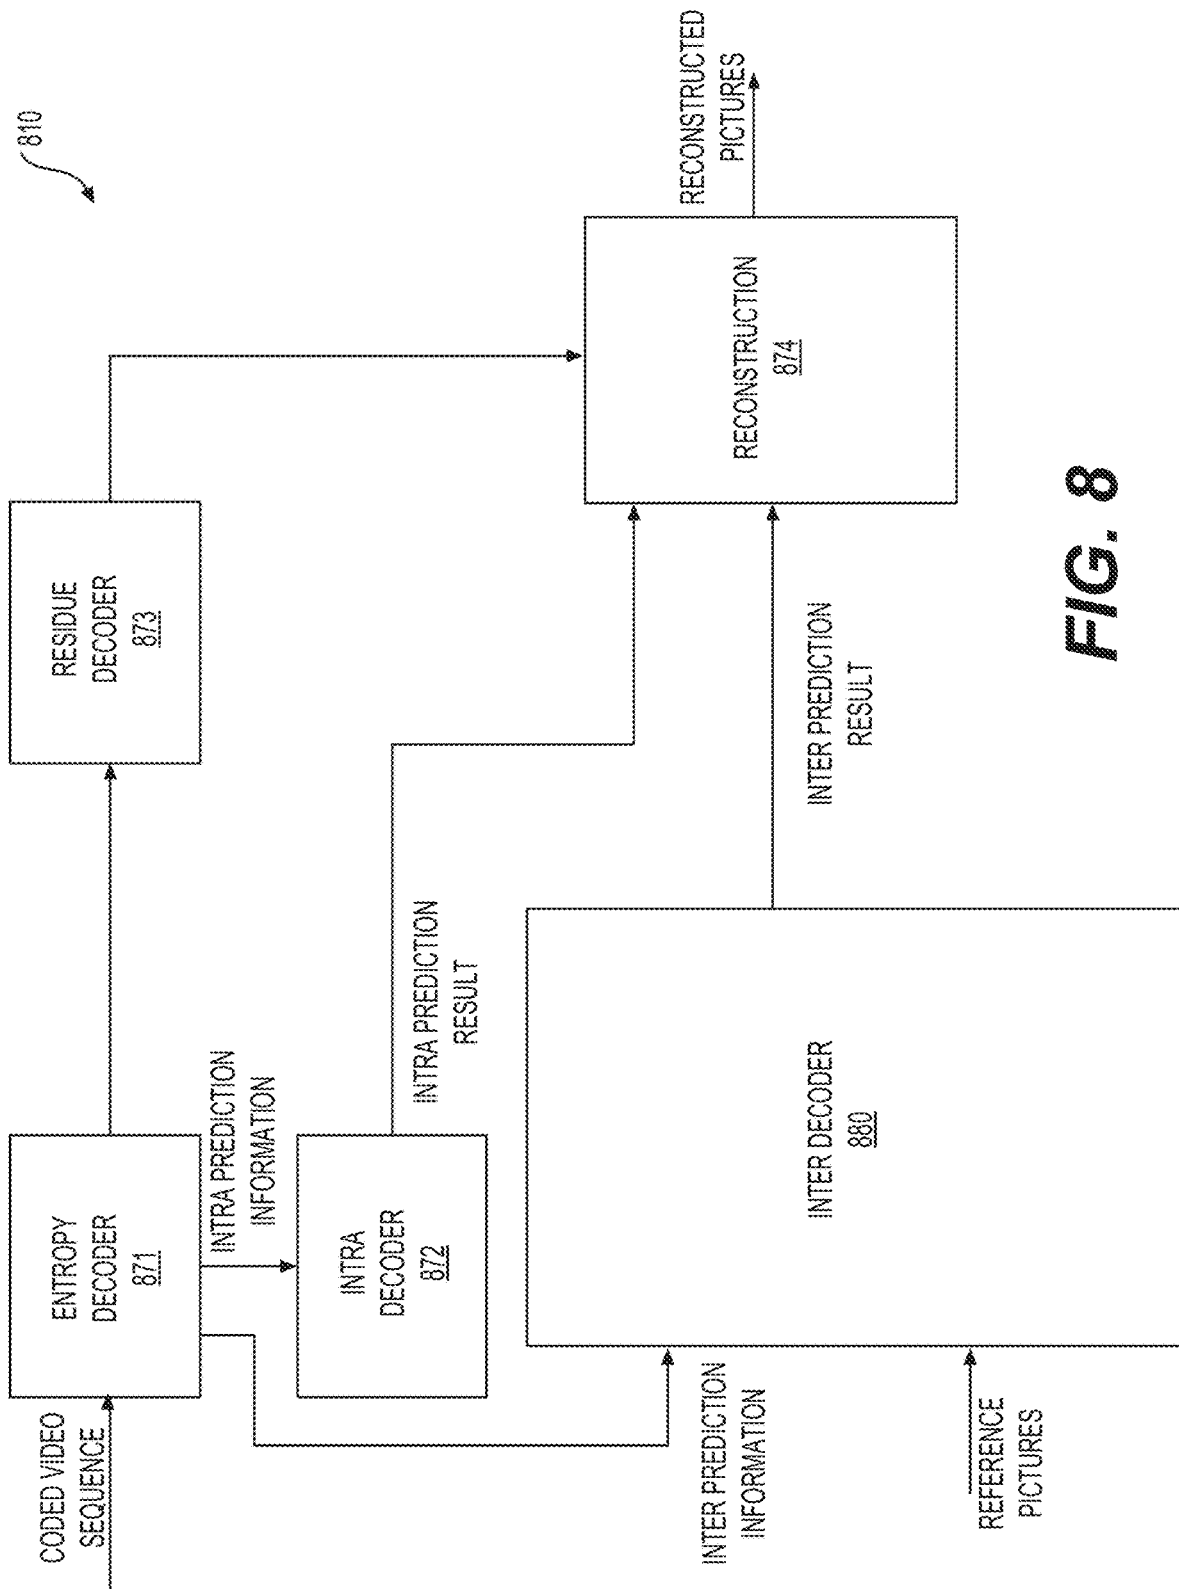 810
CODED VIDEO
SEQUENCE
ENTROPY
DECODER
871
RESIDUE
DECODER
873
INTRA PREDICTION
INFORMATION
INTRA
DECODER
872
INTRA PREDICTION
RESULT
INTER PREDICTION
INFORMATION
REFERENCE
PICTURES
INTER DECODER
880
INTER PREDICTION
RESULT
RECONSTRUCTION
874
RECONSTRUCTED
PICTURES
FIG. 8